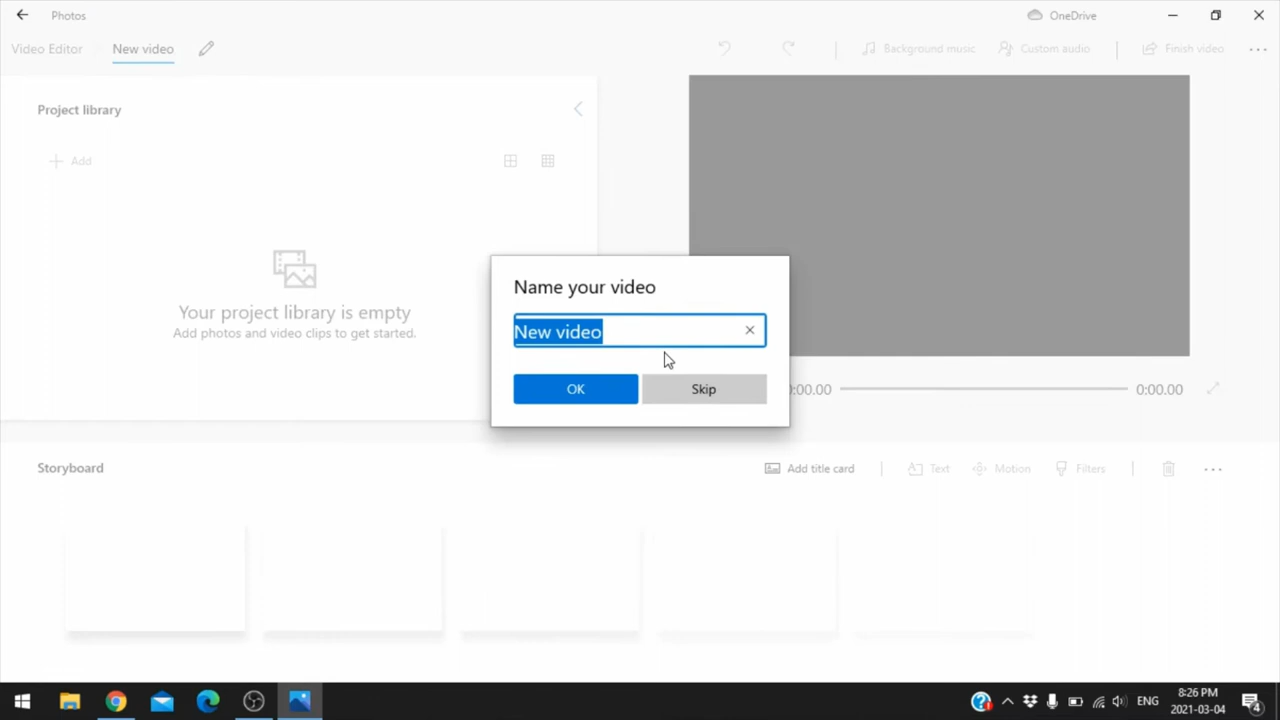 Photos
OneDrive
Video Editor
New video
Background music
Custom audio
Finish video
Project library
Add
Your project library is empty
Add photos and video clips to get started.
Name your video
New video
OK
Skip
0:00.00
0:00.00
Storyboard
Add title card
Text
Motion
Filters
ENG
8:26 PM
2021-03-04
4